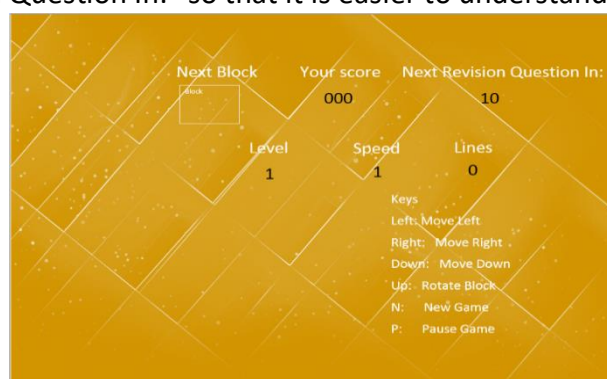 Question in:" so that it is easier to understand
Next Block Your score Next Revision Question In:
Block
000 10
Level Speed Lines
1 1 0
Keys
Left: Move Left
Right: Move Right
Down: Move Down
Up: Rotate Block
N: New Game
P: Pause Game